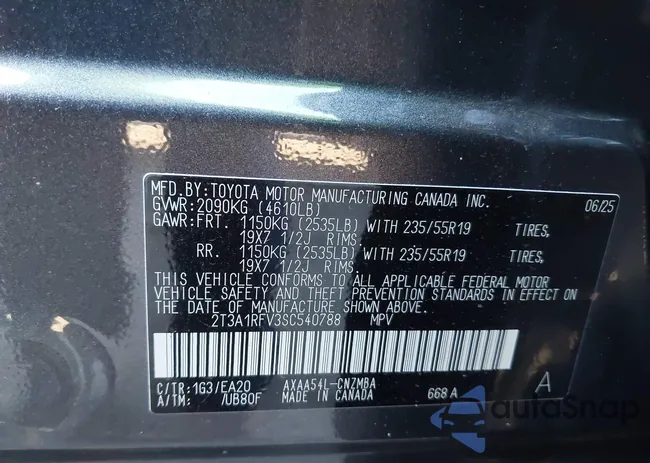 MFD.BY:TOYOTA MOTOR MANUFACTURING CANADA INC. 06/25
GVWR:2090KG (4610LB)
GAWR:FRT. 1150KG (2535LB) WITH 235/55R19 TIRES,
19X7 1/2J RIMS.
RR. 1150KG (2535LB) WITH 235/55R19 TIRES,
19X7 1/2J RIMS.
THIS VEHICLE CONFORMS TO ALL APPLICABLE FEDERAL MOTOR
VEHICLE SAFETY AND THEFT PREVENTION STANDARDS IN EFFECT ON
THE DATE OF MANUFACTURE SHOWN ABOVE.
2T3A1RFV3SC540788 MPV
C/TR:1G3/EA20 AXAA54L-CNZMBA 668 A A
A/TM: /UB80F MADE IN CANADA
autoSnap